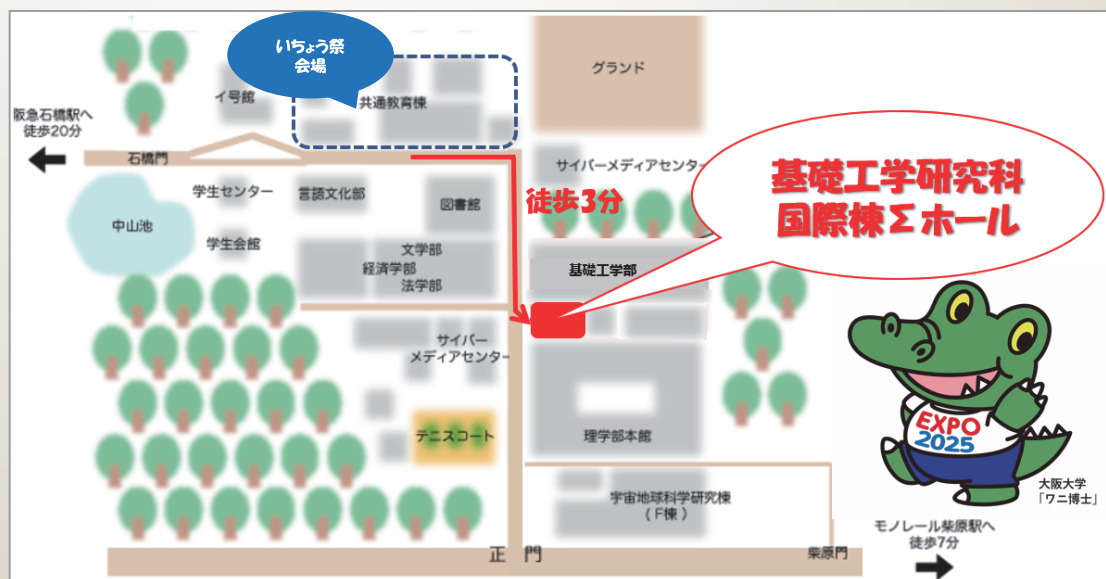 いちょう祭
会場
グランド
イ号館
共通教育棟
阪急石橋駅へ
徒歩20分
石橋門
サイバーメディアセンター
基礎工学研究科
国際棟Σホール
徒歩3分
学生センター
言語文化部
図書館
中山池
学生会館
文学部
経済学部
法学部
基礎工学部
サイバー
メディアセンター
テニスコート
理学部本館
EXPO
2025
大阪大学
「ワニ博士」
宇宙地球科学研究棟
(F棟)
モノレール柴原駅へ
徒歩7分
正門
柴原門